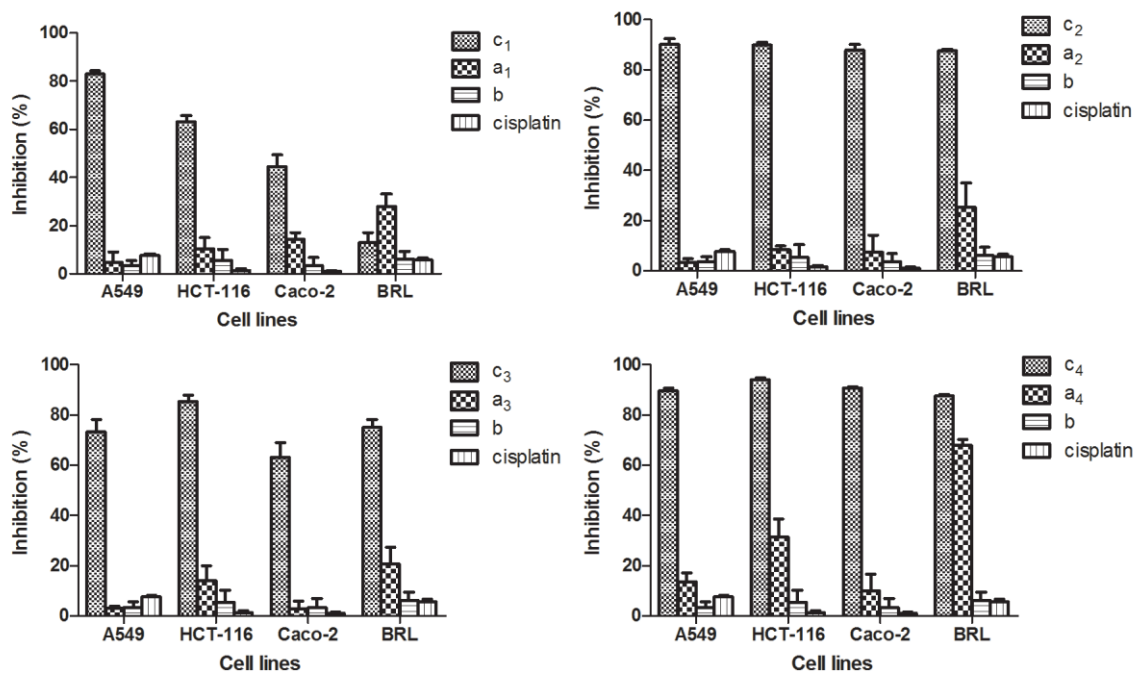 Inhibition (%)
100
80
60
40
20
0
A549 HCT-116 Caco-2 BRL
Cell lines
c₁
a₁
b
cisplatin
Inhibition (%)
100
80
60
40
20
0
A549 HCT-116 Caco-2 BRL
Cell lines
c₂
a₂
b
cisplatin
Inhibition (%)
100
80
60
40
20
0
A549 HCT-116 Caco-2 BRL
Cell lines
c₃
a₃
b
cisplatin
Inhibition (%)
100
80
60
40
20
0
A549 HCT-116 Caco-2 BRL
Cell lines
c₄
a₄
b
cisplatin